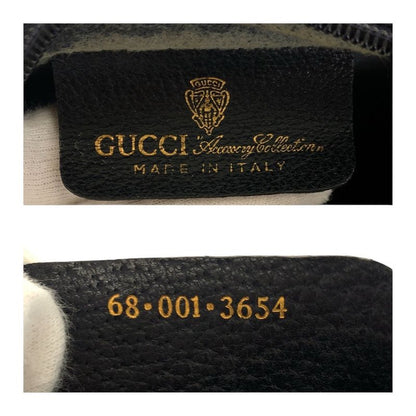 GUCCI
GUCCI "Accessory Collection"
MADE IN ITALY
68·001·3654